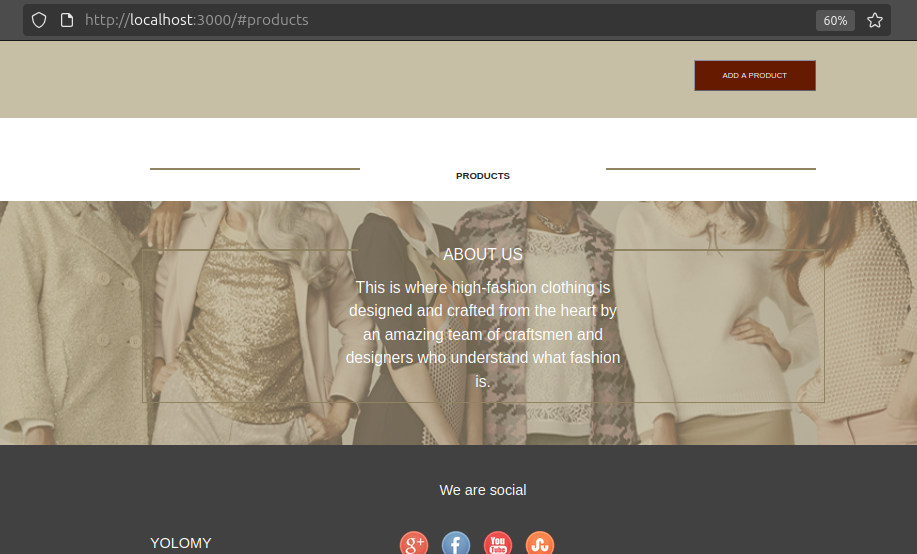 http://localhost:3000/#products
60%
ADD A PRODUCT
PRODUCTS
ABOUT US
This is where high-fashion clothing is
designed and crafted from the heart by
an amazing team of craftsmen and
designers who understand what fashion
is.
We are social
YOLOMY
g+
f
You
Tube